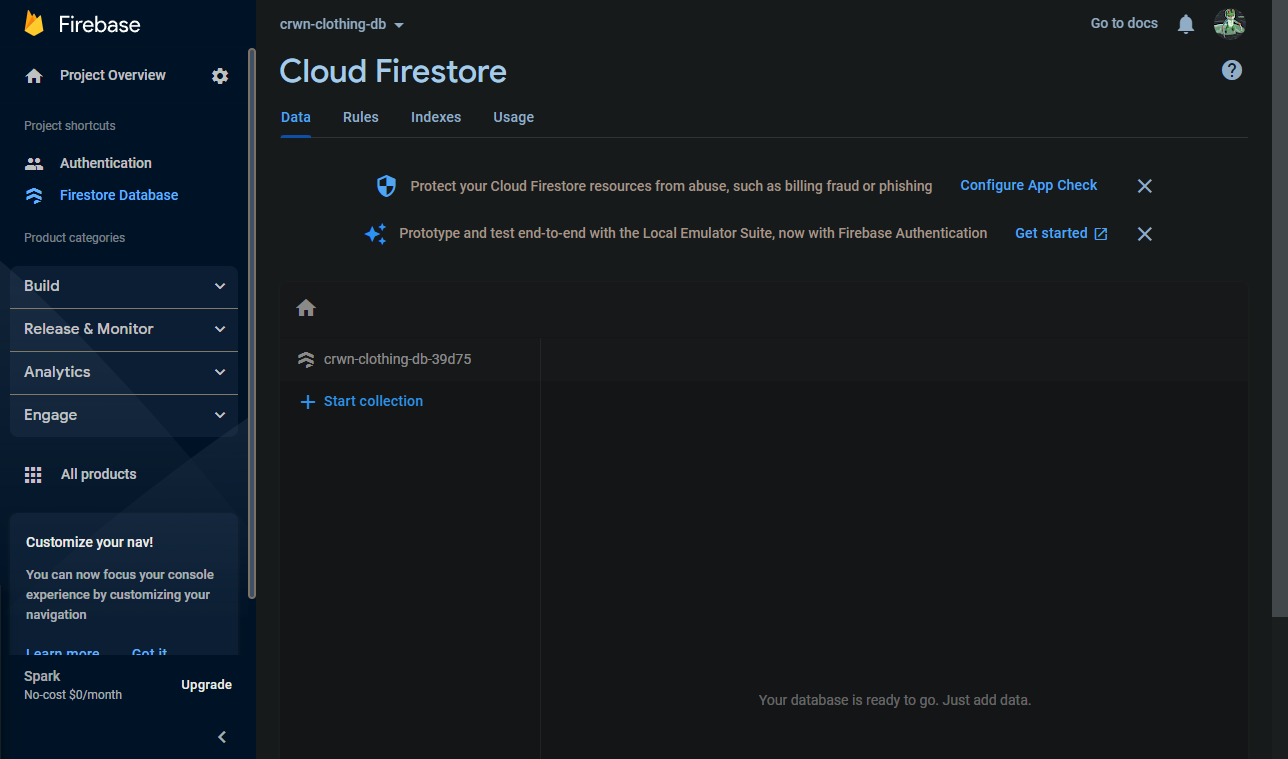 Firebase
Project Overview
Project shortcuts
Authentication
Firestore Database
Product categories
Build
Release & Monitor
Analytics
Engage
All products
Customize your nav!
You can now focus your console
experience by customizing your
navigation
Learn more Got it
Spark
No-cost $0/month
Upgrade
crwn-clothing-db
Go to docs
Cloud Firestore
Data Rules Indexes Usage
Protect your Cloud Firestore resources from abuse, such as billing fraud or phishing Configure App Check
Prototype and test end-to-end with the Local Emulator Suite, now with Firebase Authentication Get started
crwn-clothing-db-39d75
Start collection
Your database is ready to go. Just add data.